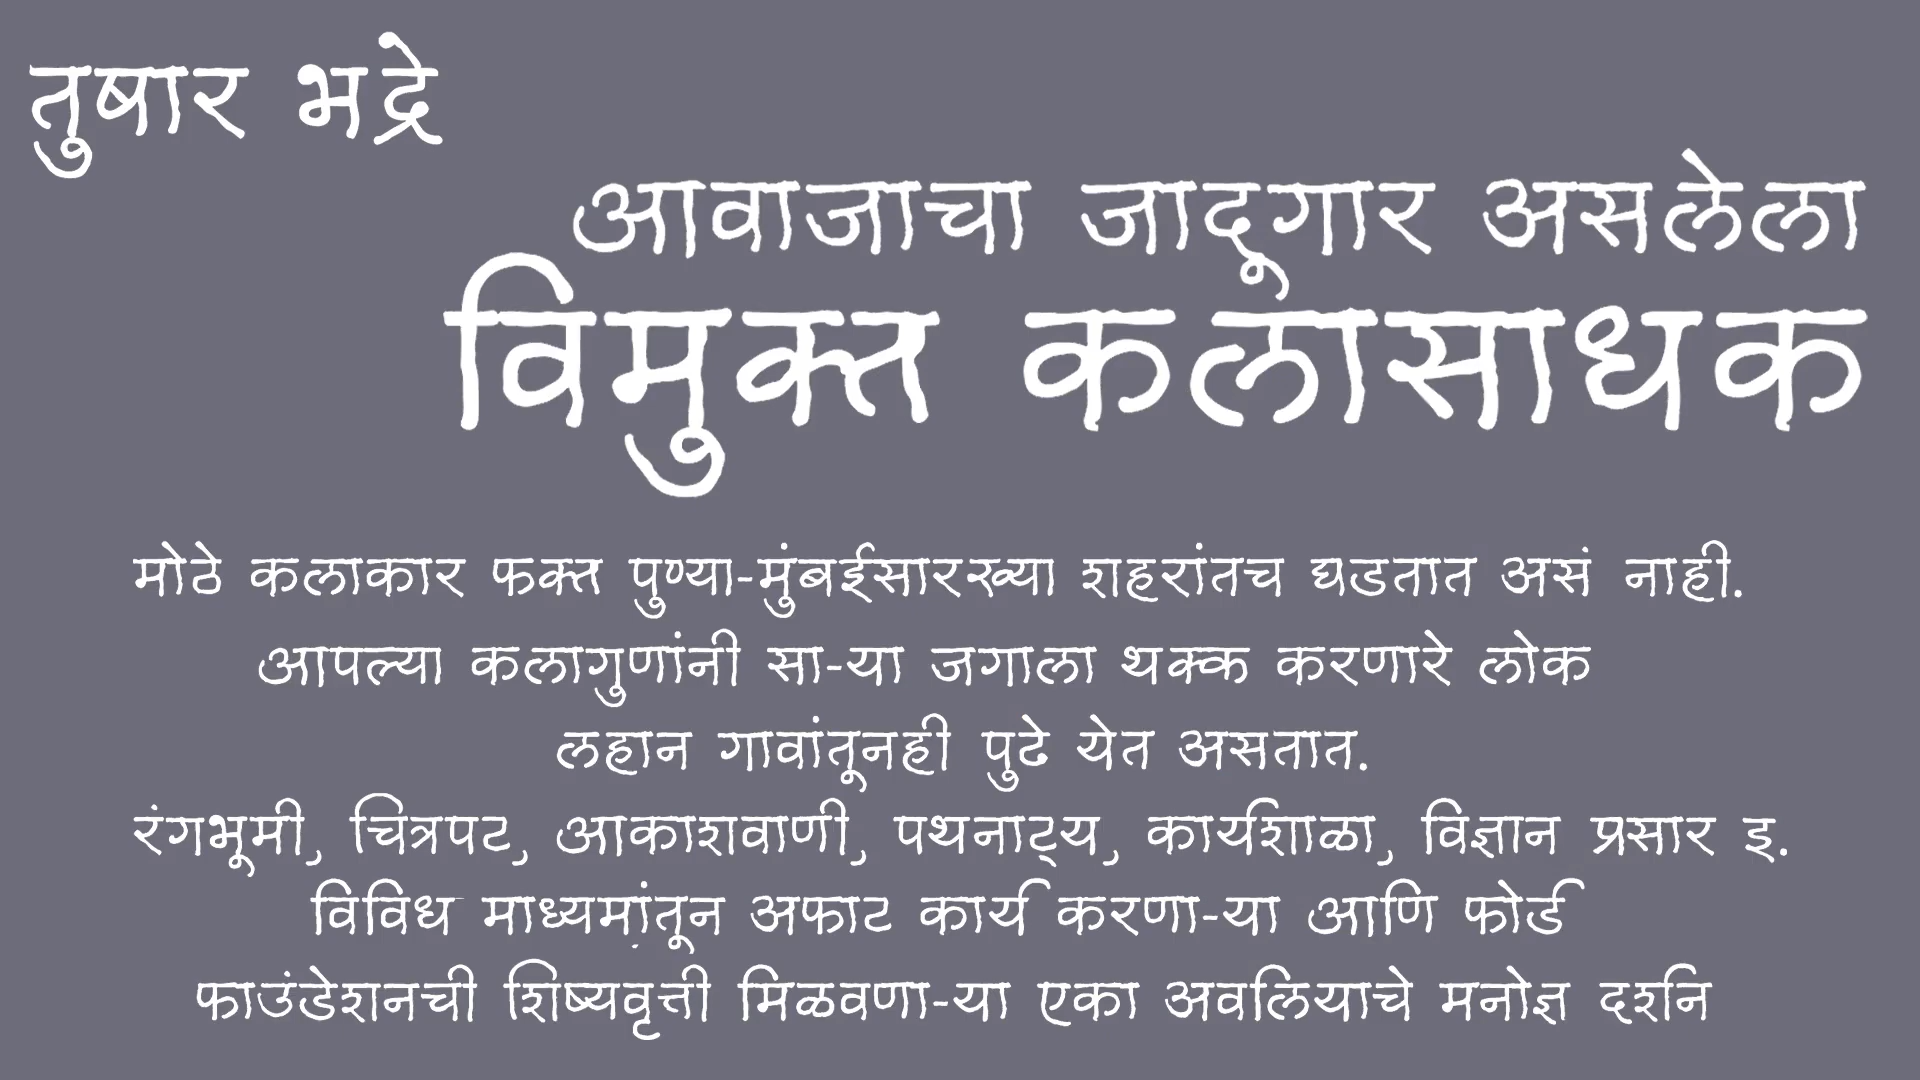 तुषार भद्रे
आवाजाचा जादूगार असलेला
विमुक्त कलासाधक
मोठे कलाकार फक्त पुण्या-मुंबईसारख्या शहरांतच घडतात असं नाही.
आपल्या कलागुणांनी सा-या जगाला थक्क करणारे लोक
लहान गावांतूनही पुढे येत असतात.
रंगभूमी, चित्रपट, आकाशवाणी, पथनाट्य, कार्यशाळा, विज्ञान प्रसार इ.
विविध माध्यमांतून अफाट कार्य करणा-या आणि फोर्ड
फाउंडेशनची शिष्यवृत्ती मिळवणा-या एका अवलियाचे मनोज्ञ दर्शन